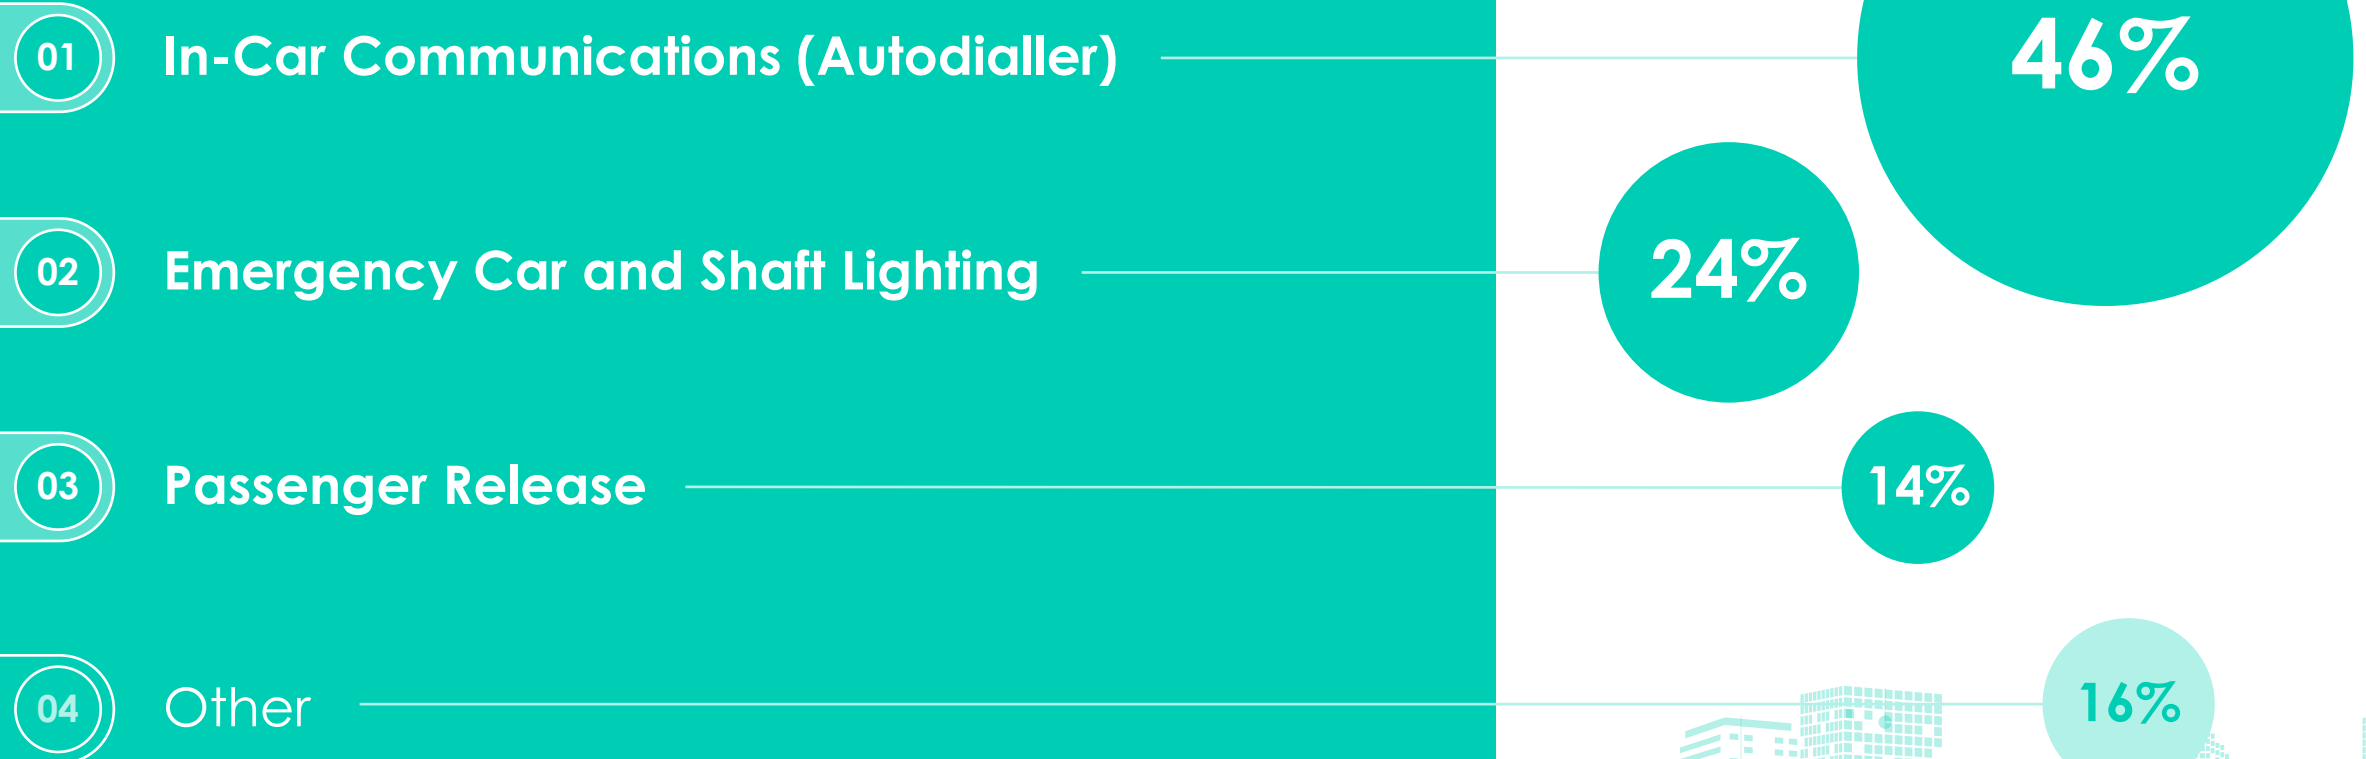 01 In-Car Communications (Autodialler) 46%
02 Emergency Car and Shaft Lighting 24%
03 Passenger Release 14%
04 Other 16%